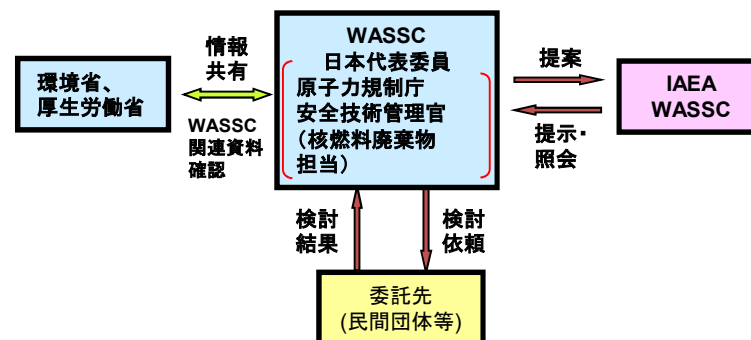 環境省、
厚生労働省
情報
共有
WASSC
関連資料
確認
WASSC
日本代表委員
原子力規制庁
安全技術管理官
(核燃料廃棄物
担当)
提案
提示・
照会
IAEA
WASSC
検討
結果
検討
依頼
委託先
(民間団体等)